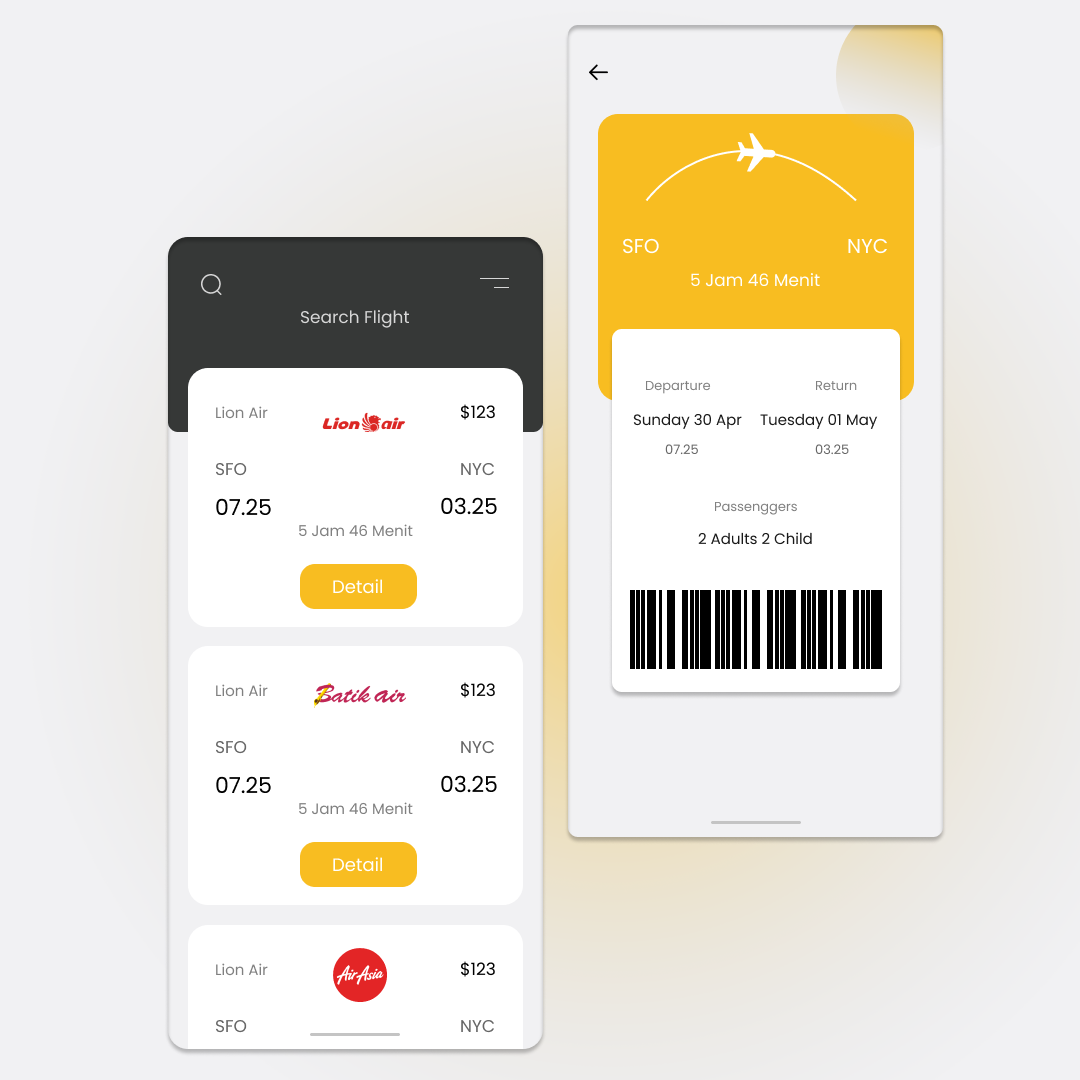 Search Flight
Lion Air
Lion air
$123
SFO
NYC
07.25
03.25
5 Jam 46 Menit
Detail
Lion Air
Batik air
$123
SFO
NYC
07.25
03.25
5 Jam 46 Menit
Detail
Lion Air
AirAsia
$123
SFO
NYC
SFO
NYC
5 Jam 46 Menit
Departure
Return
Sunday 30 Apr
Tuesday 01 May
07.25
03.25
Passenggers
2 Adults 2 Child